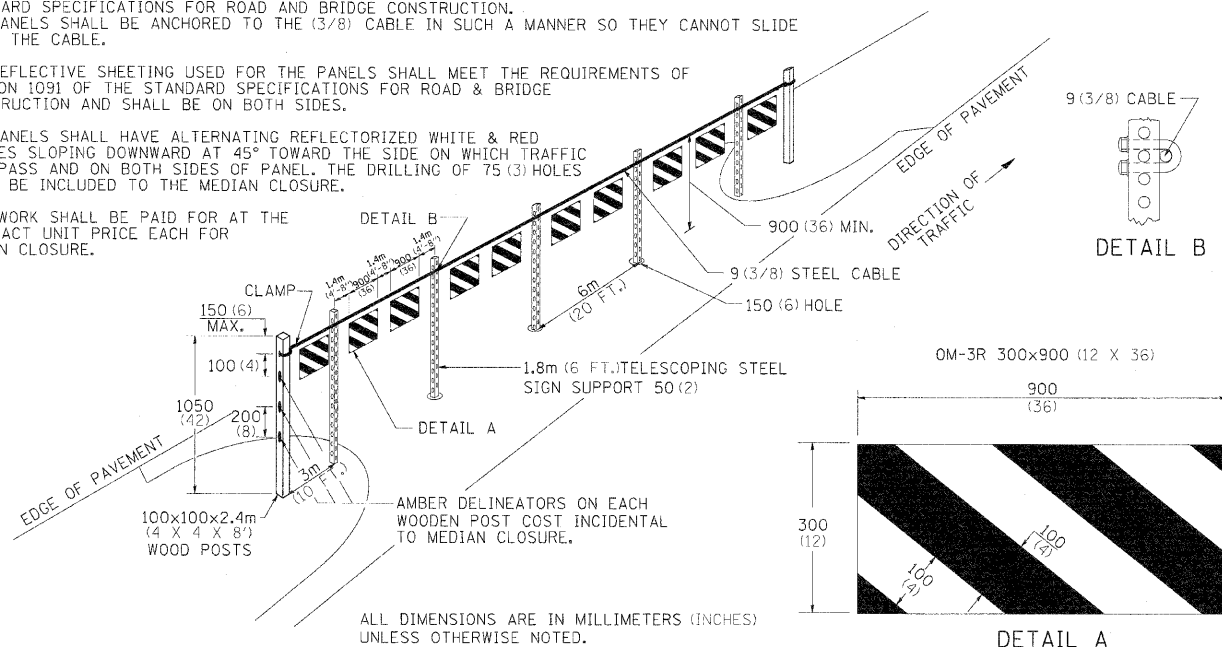 ARD SPECIFICATIONS FOR ROAD AND BRIDGE CONSTRUCTION.
ANELS SHALL BE ANCHORED TO THE (3/8) CABLE IN SUCH A MANNER SO THEY CANNOT SLIDE
THE CABLE.
EFLECTIVE SHEETING USED FOR THE PANELS SHALL MEET THE REQUIREMENTS OF
ON 1091 OF THE STANDARD SPECIFICATIONS FOR ROAD & BRIDGE
RUCTION AND SHALL BE ON BOTH SIDES.
ANELS SHALL HAVE ALTERNATING REFLECTORIZED WHITE & RED
ES SLOPING DOWNWARD AT 45° TOWARD THE SIDE ON WHICH TRAFFIC
PASS AND ON BOTH SIDES OF PANEL. THE DRILLING OF 75 (3) HOLES
BE INCLUDED TO THE MEDIAN CLOSURE.
WORK SHALL BE PAID FOR AT THE
ACT UNIT PRICE EACH FOR
N CLOSURE.
DETAIL B
1.4m
(4'-8")
900
(36)
1.4m
(4'-8")
900
(36)
1.4m
(4'-8")
CLAMP
150 (6)
MAX.
100 (4)
1050
(42)
200
(8)
3m
(10 FT.)
EDGE OF PAVEMENT
100x100x2.4m
(4 X 4 X 8')
WOOD POSTS
DETAIL A
1.8m (6 FT.) TELESCOPING STEEL
SIGN SUPPORT 50 (2)
AMBER DELINEATORS ON EACH
WOODEN POST COST INCIDENTAL
TO MEDIAN CLOSURE.
6m
(20 FT.)
900 (36) MIN.
9 (3/8) STEEL CABLE
150 (6) HOLE
EDGE OF PAVEMENT
DIRECTION OF
TRAFFIC
9 (3/8) CABLE
DETAIL B
OM-3R 300x900 (12 X 36)
900
(36)
300
(12)
100
(4)
100
(4)
DETAIL A
ALL DIMENSIONS ARE IN MILLIMETERS (INCHES)
UNLESS OTHERWISE NOTED.